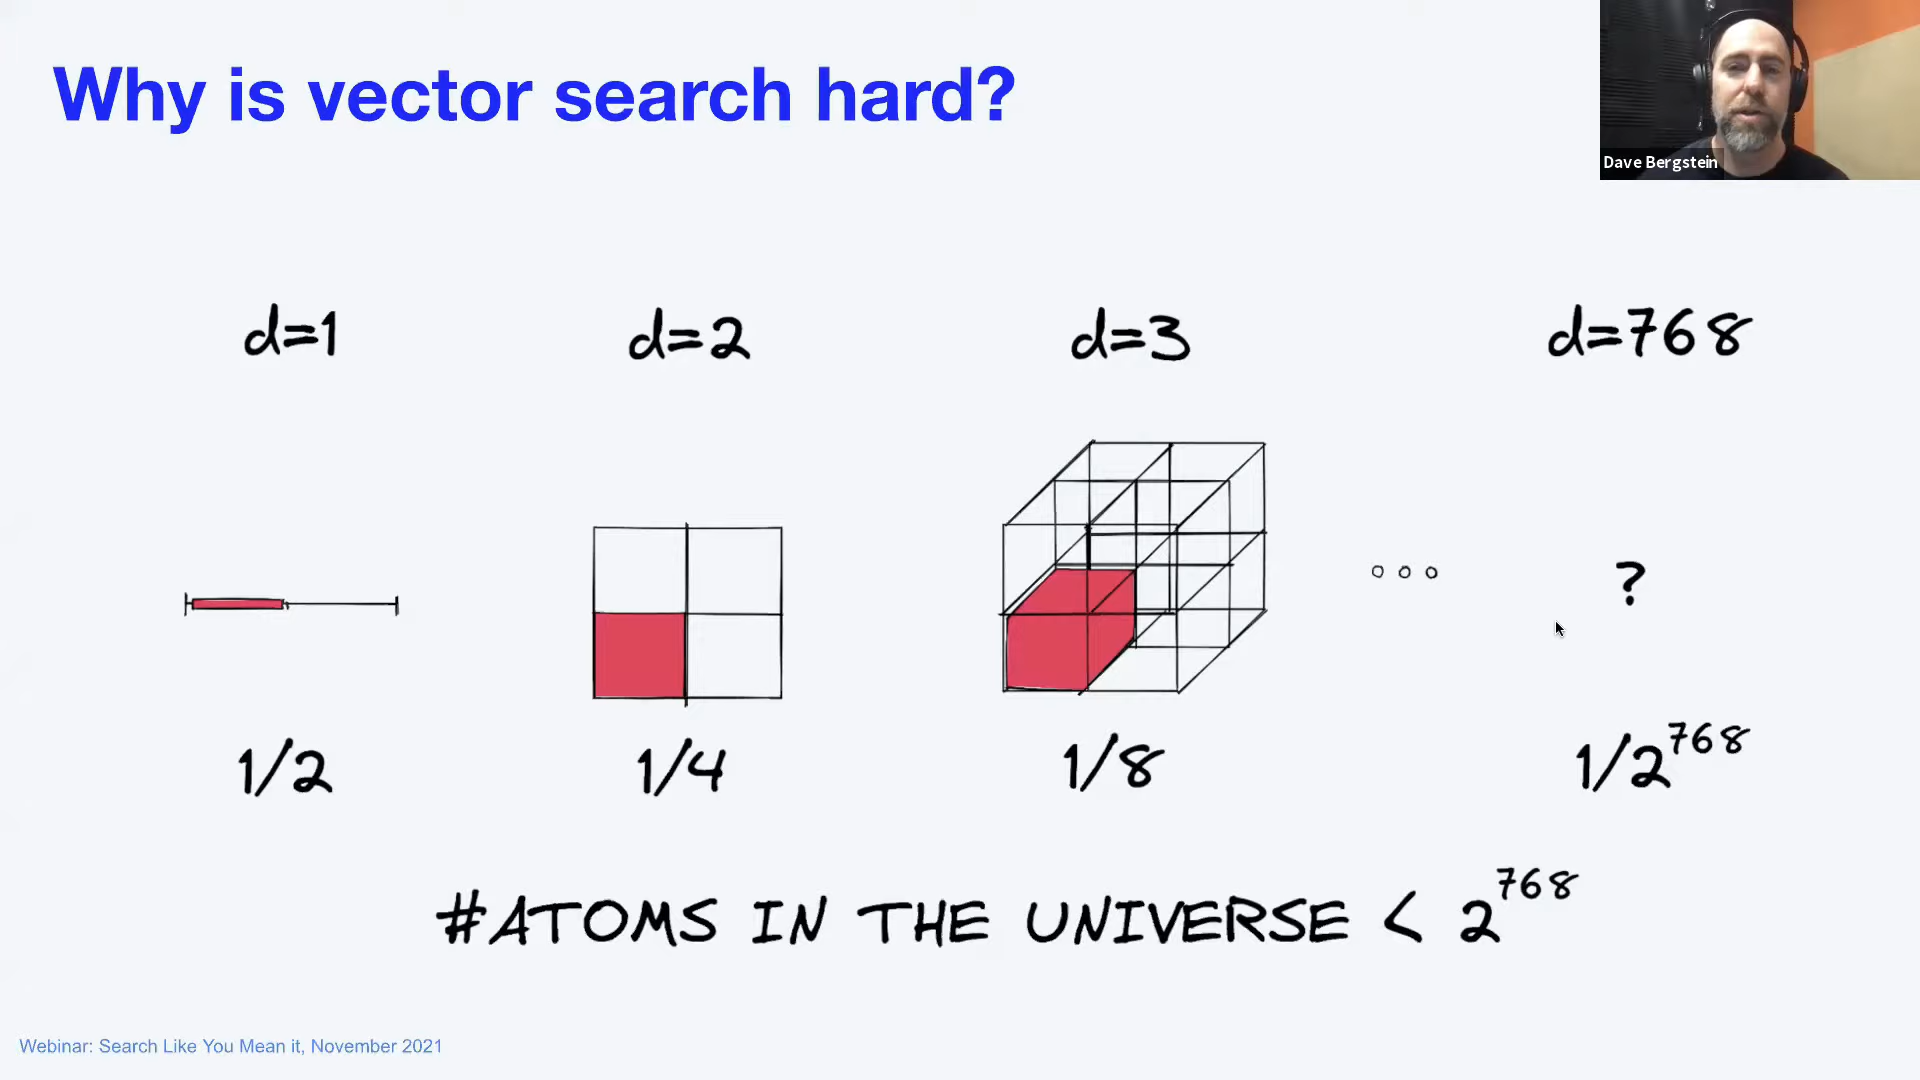 Why is vector search hard?
Dave Bergstein
d=1
d=2
d=3
d=768
?
1/2
1/4
1/8
1/2^768
#ATOMS IN THE UNIVERSE < 2^768
Webinar: Search Like You Mean it, November 2021